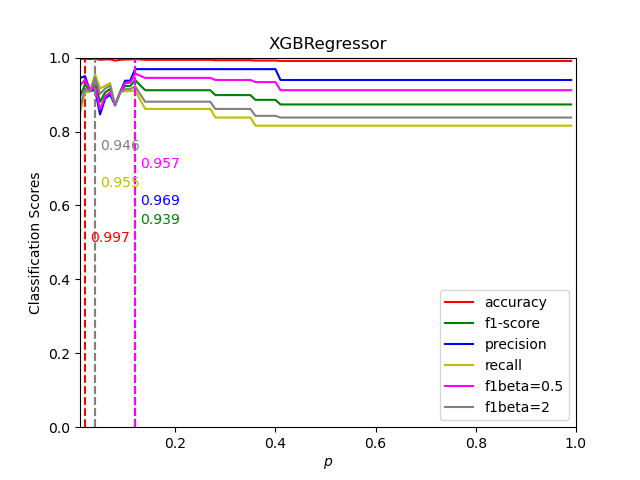 XGBRegressor
1.0
0.8
0.6
0.4
0.2
0.0
Classification Scores
0.946
0.957
0.955
0.969
0.939
0.997
accuracy
f1-score
precision
recall
f1beta=0.5
f1beta=2
0.2 0.4 0.6 0.8 1.0
p